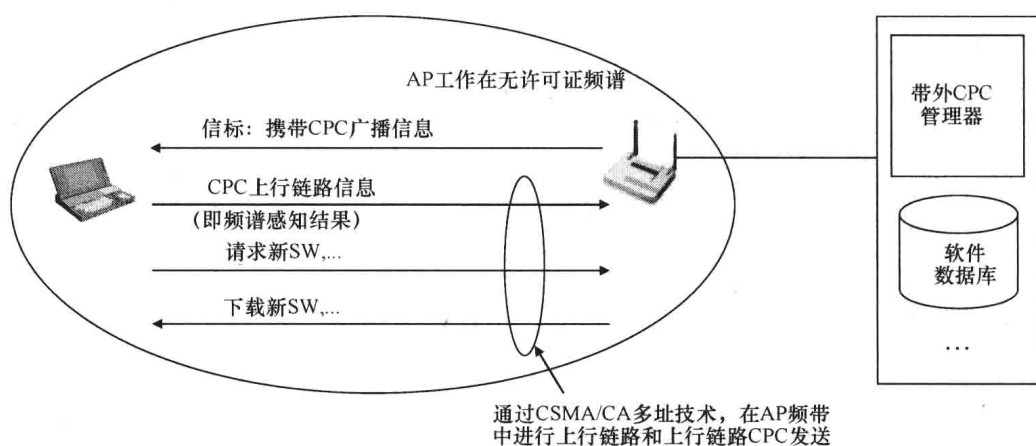 AP工作在无许可证频谱
信标：携带CPC广播信息
CPC上行链路信息
（即频谱感知结果）
请求新SW,...
下载新SW,...
带外CPC
管理器
软件
数据库
...
通过CSMA/CA多址技术，在AP频带
中进行上行链路和上行链路CPC发送